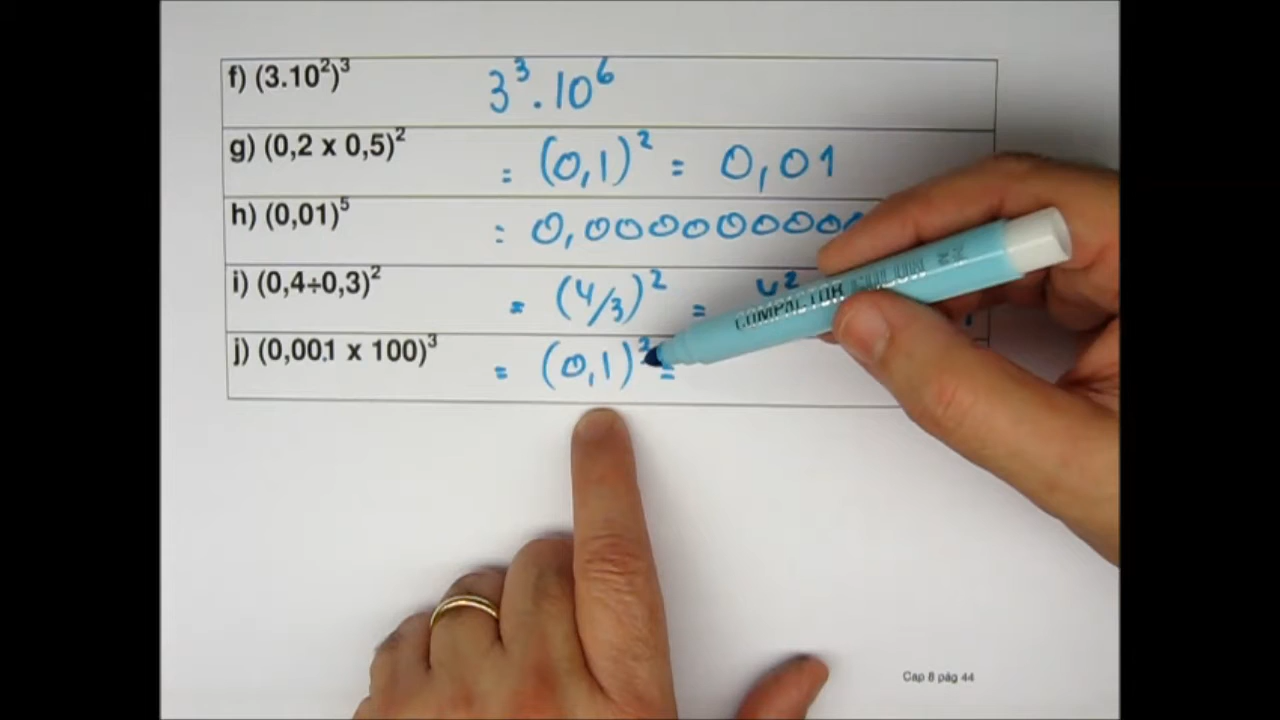 f) (3.10²)³ 3³.10⁶
g) (0,2 x 0,5)² = (0,1)² = 0,01
h) (0,01)⁵ = 0,000000000
i) (0,4÷0,3)² = (4/3)² =
j) (0,001 x 100)³ = (0,1)³ =
COMPACTOR
Cap 8 pág 44